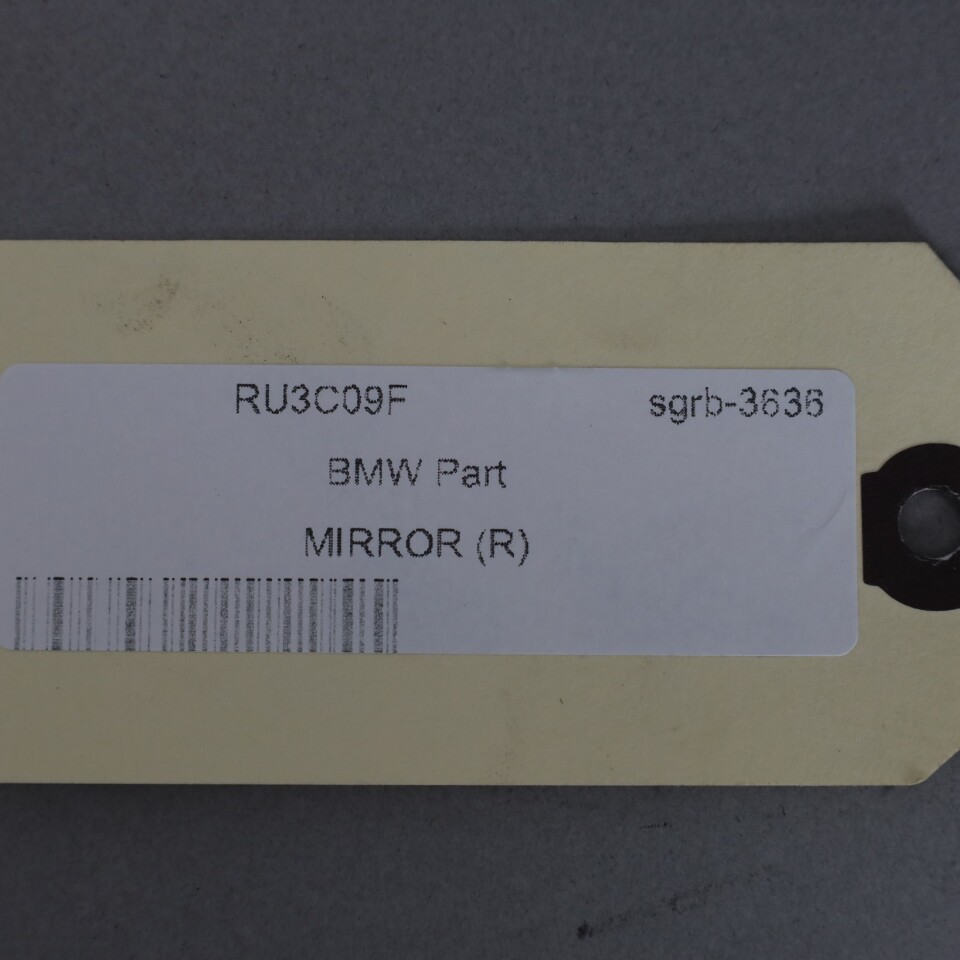 RU3C09F sgrb-3636
BMW Part
MIRROR (R)